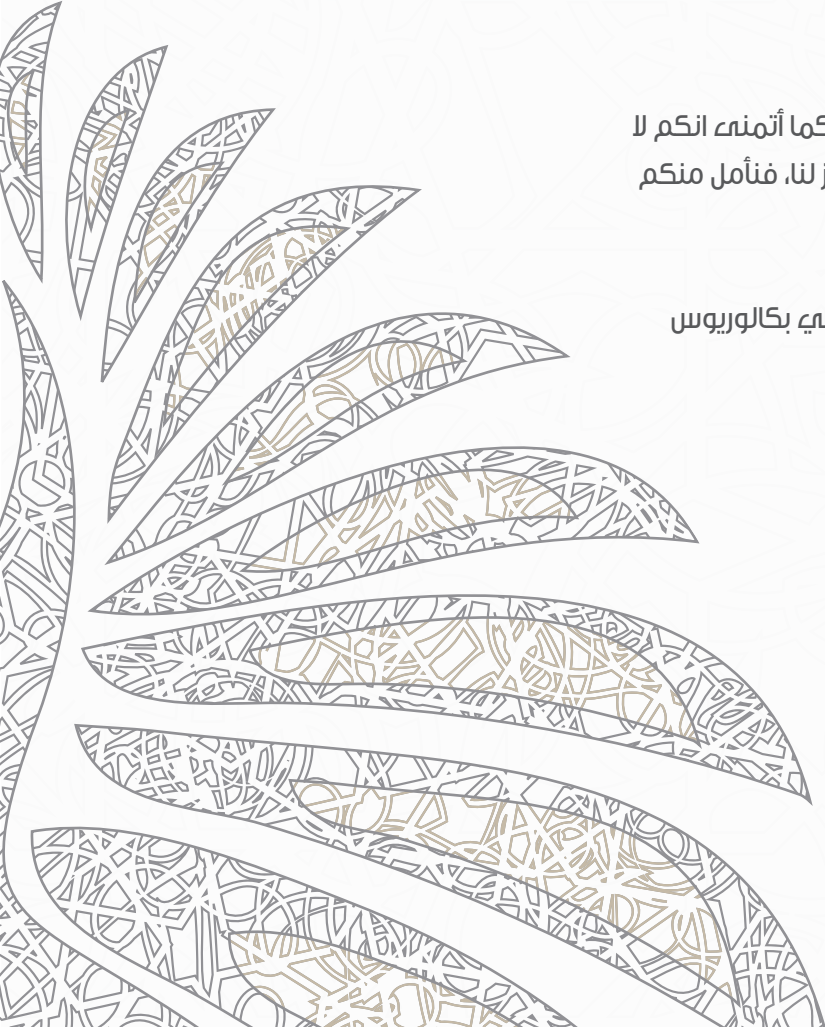 كما أتمنى انكم لا
لنا، فنأمل منكم
بكالوريوس